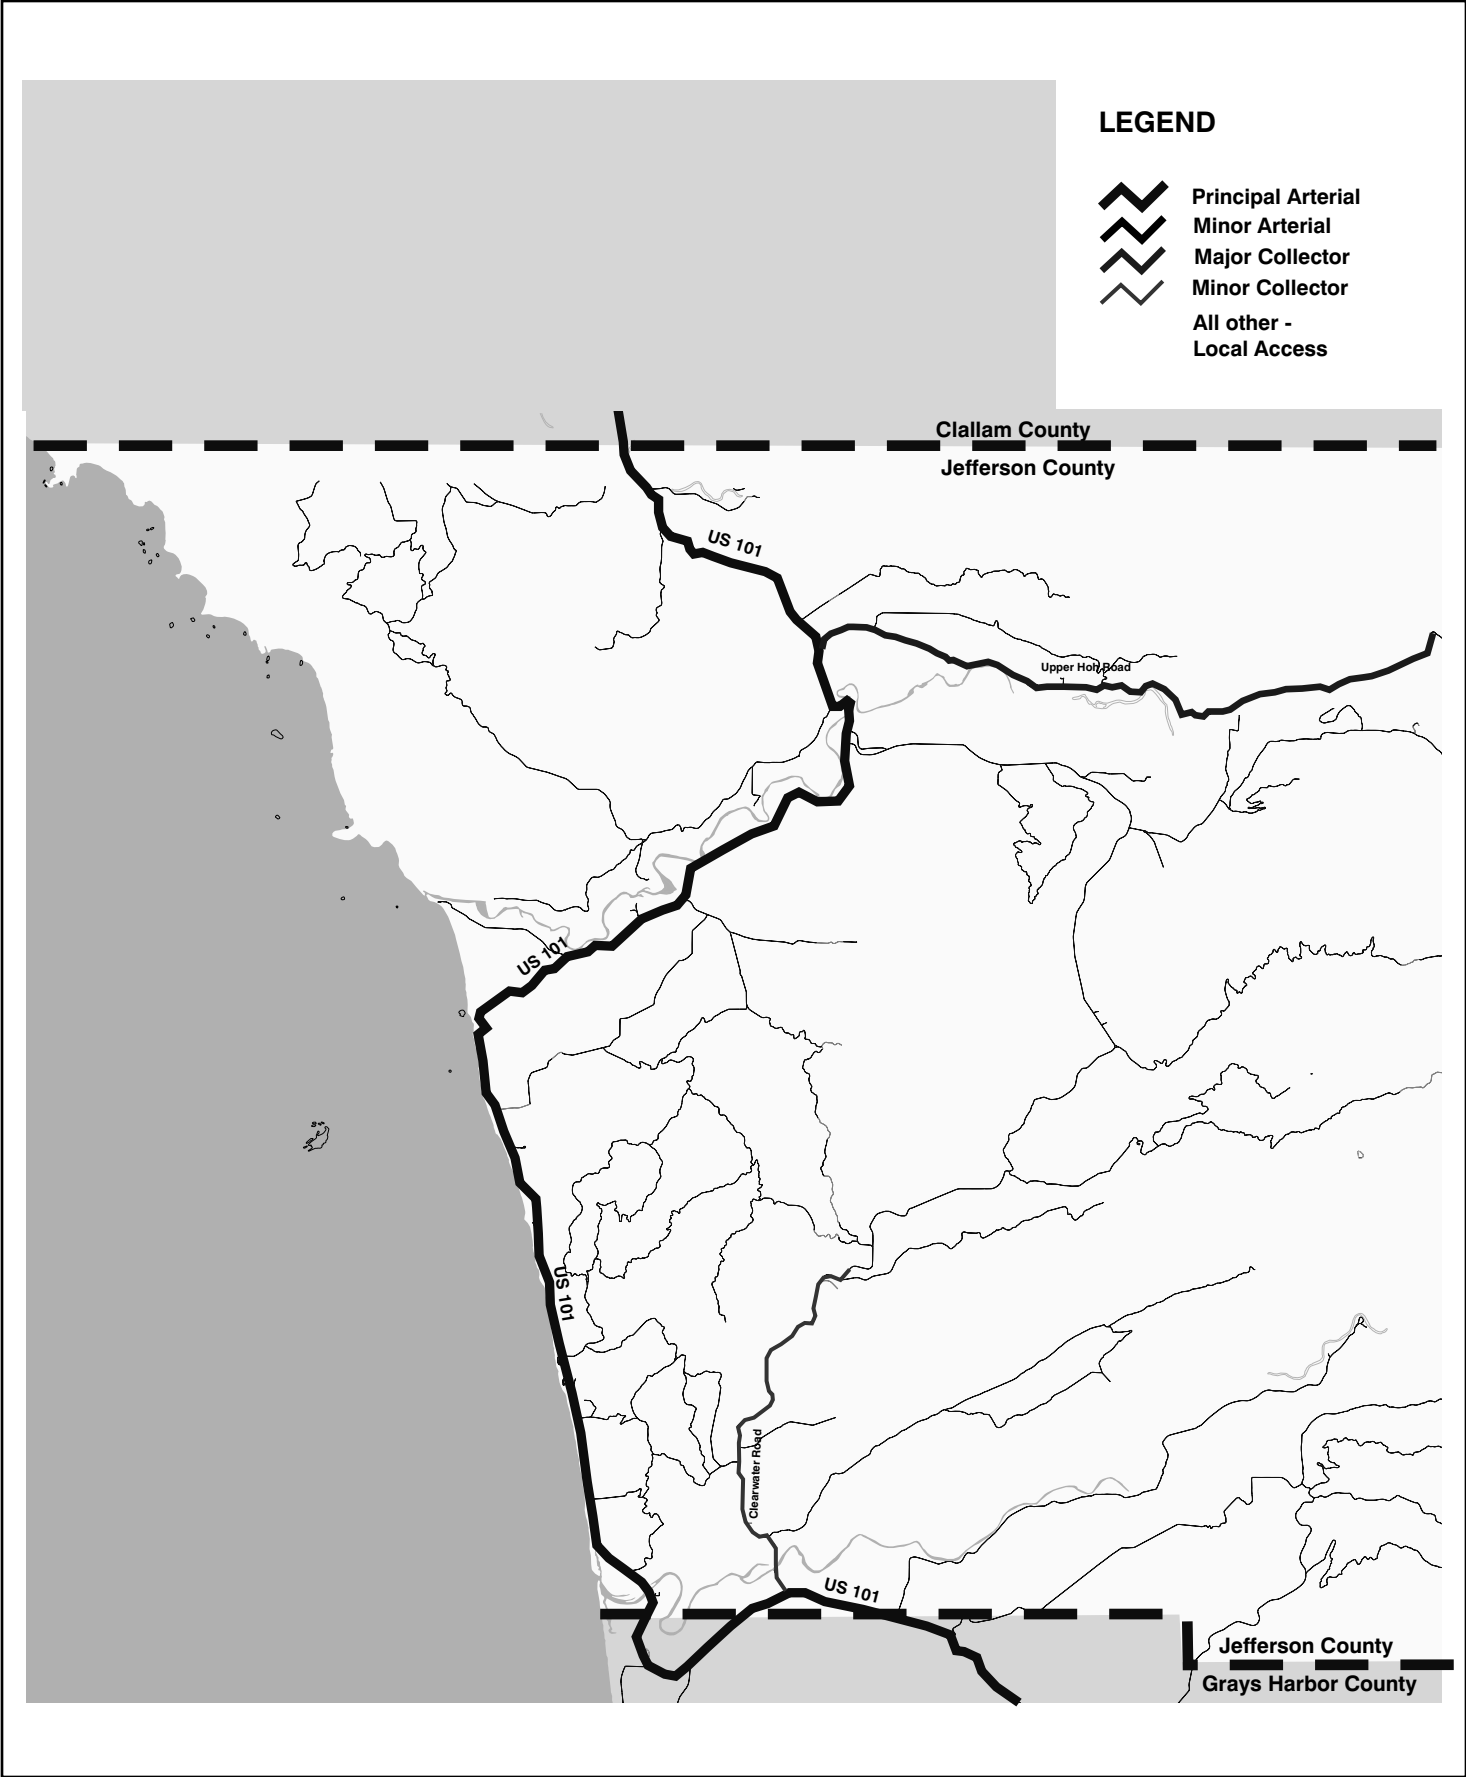 LEGEND
Principal Arterial
Minor Arterial
Major Collector
Minor Collector
All other -
Local Access
Clallam County
Jefferson County
US 101
Upper Hoh Road
US 101
US 101
Clearwater Road
US 101
Jefferson County
Grays Harbor County